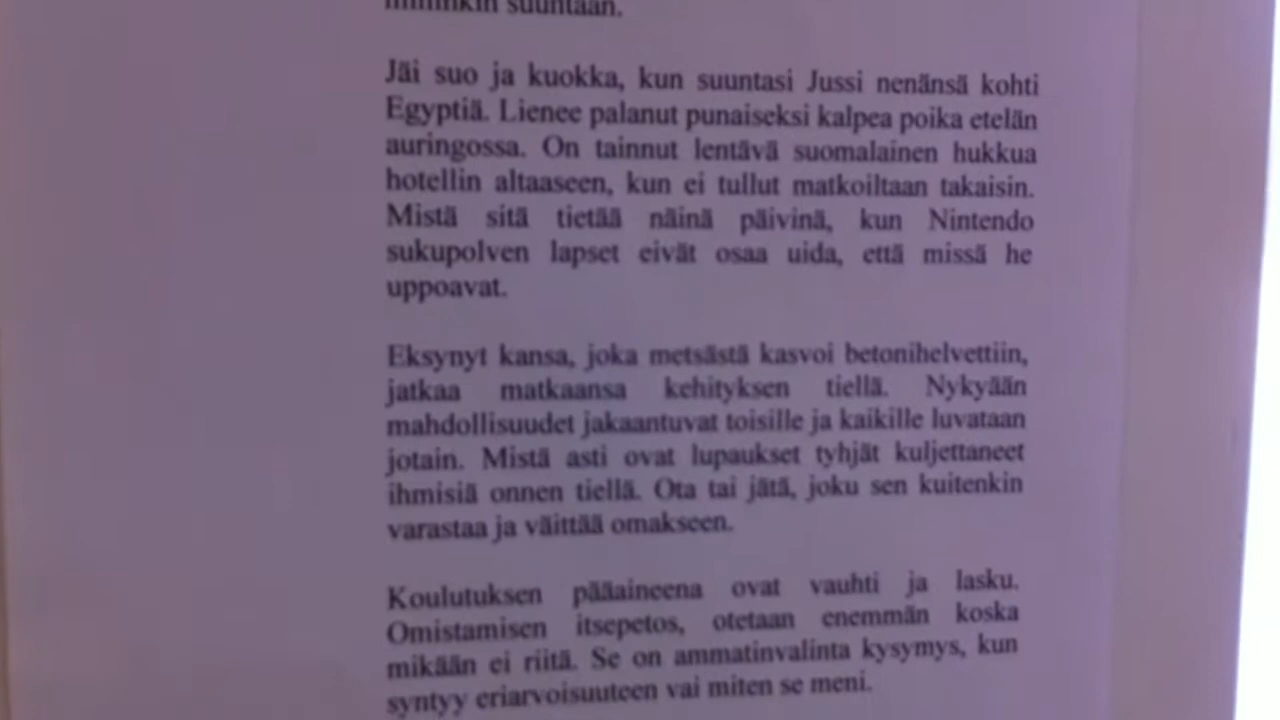 suuntaan.
Jäi suo ja kuokka, kun suuntasi Jussi nenänsä kohti
Egyptiä. Lienee palanut punaiseksi kalpea poika etelän
auringossa. On tainnut lentävä suomalainen hukkua
hotellin altaaseen, kun ei tullut matkoiltaan takaisin.
Mistä sitä tietää näinä päivinä, kun Nintendo
sukupolven lapset eivät osaa uida, että missä he
uppoavat.
Eksynyt kansa, joka metsästä kasvoi betonihelvettiin,
jatkaa matkaansa kehityksen tiellä. Nykyään
mahdollisuudet jakaantuvat toisille ja kaikille luvataan
jotain. Mistä asti ovat lupaukset tyhjät kuljettaneet
ihmisiä onnen tiellä. Ota tai jätä, joku sen kuitenkin
varastaa ja väittää omakseen.
Koulutuksen pääaineena ovat vauhti ja lasku.
Omistamisen itsepetos, otetaan enemmän koska
mikään ei riitä. Se on ammatinvalinta kysymys, kun
syntyy eriarvoisuuteen vai miten se meni.